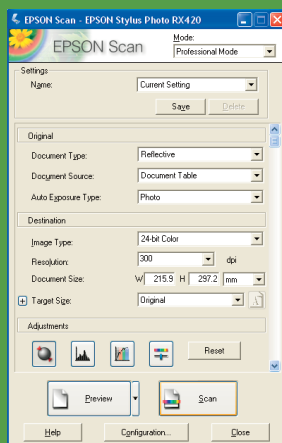 EPSON Scan - EPSON Stylus Photo RX420
EPSON Scan
Mode:
Professional Mode
Settings
Name:
Current Setting
Save
Delete
Original
Document Type:
Reflective
Document Source:
Document Table
Auto Exposure Type:
Photo
Destination
Image Type:
24-bit Color
Resolution:
300
dpi
Document Size:
W 215.9 H 297.2 mm
Target Size:
Original
Adjustments
Reset
Preview
Scan
Help
Configuration...
Close